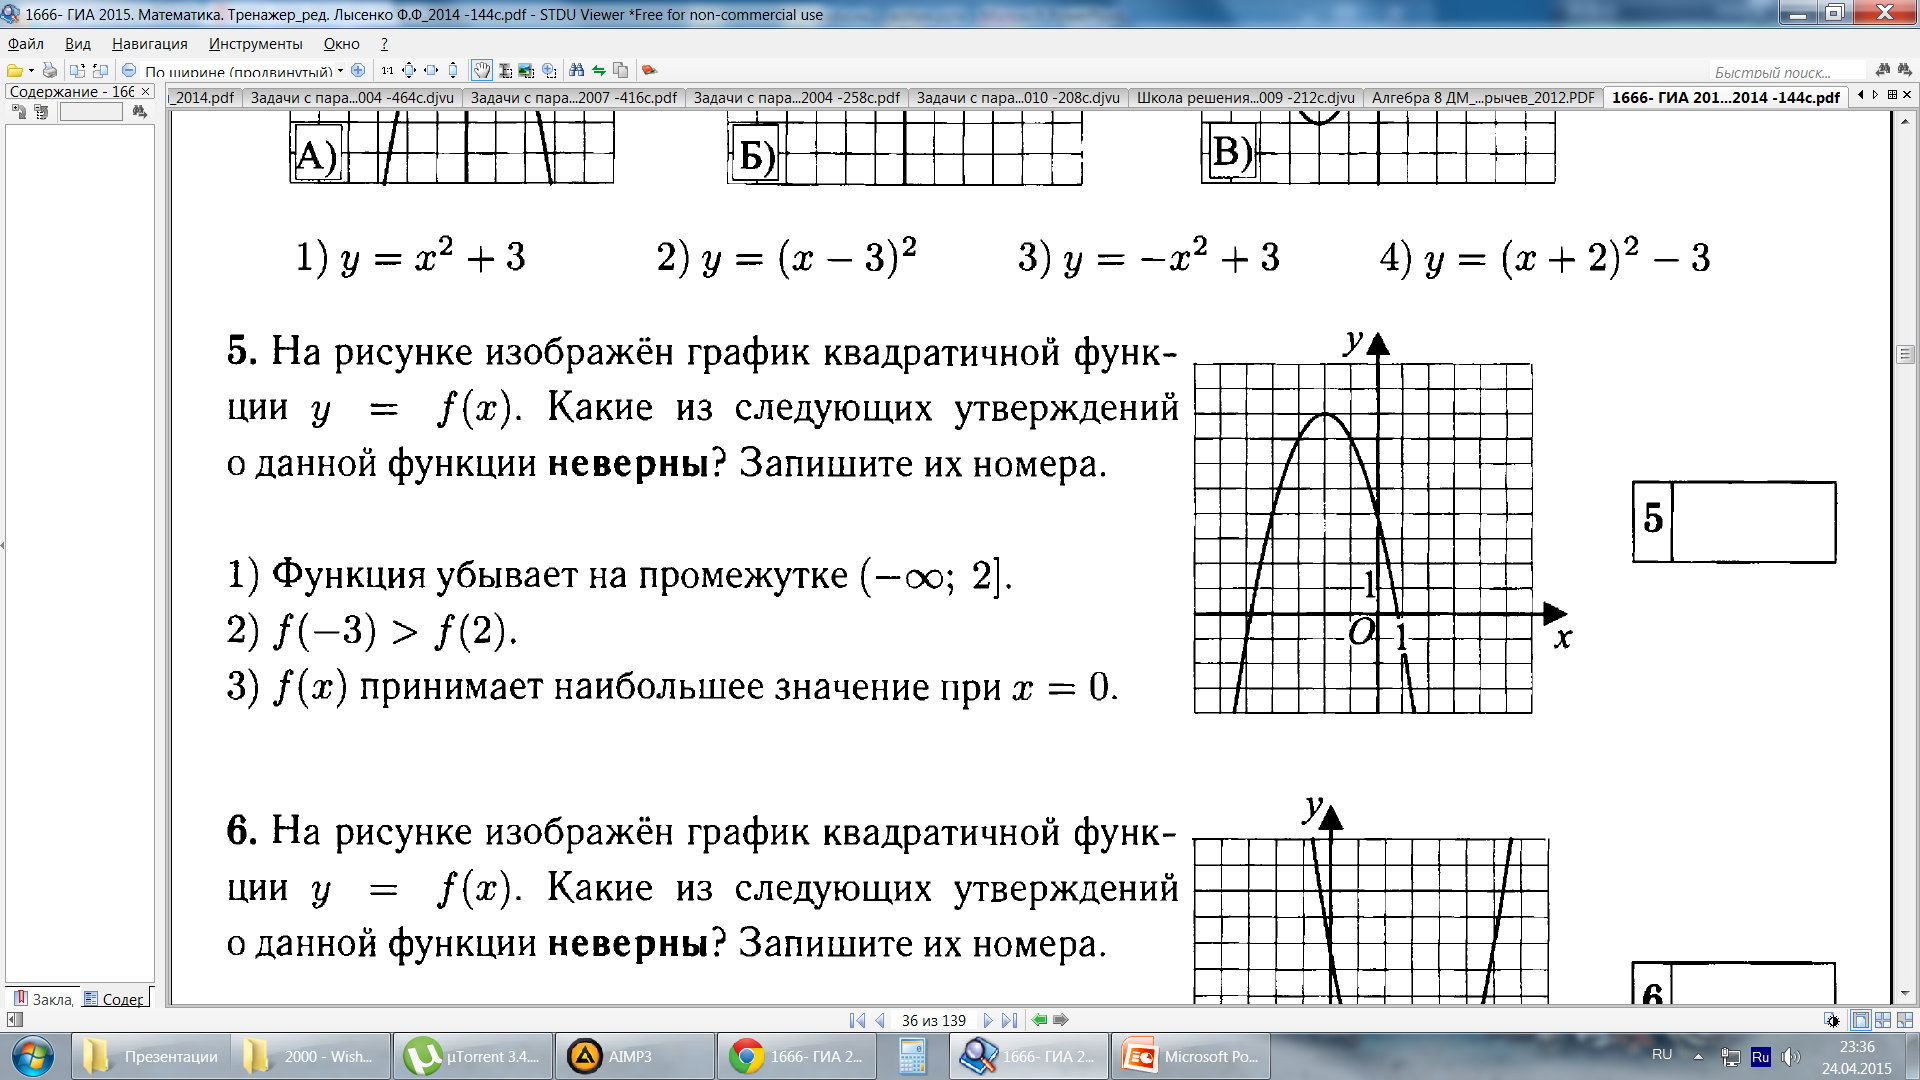 1666- ГИА 2015. Математика. Тренажер_ред. Лысенко Ф.Ф_2014 -144с.pdf - STDU Viewer *Free for non-commercial use
Файл Вид Навигация Инструменты Окно ?
По ширине (продвинутый) 1:1 Быстрый поиск...
Содержание - 166 _2014.pdf Задачи с пара...004 -464c.djvu Задачи с пара...2007 -416c.pdf Задачи с пара...2004 -258c.pdf Задачи с пара...010 -208c.djvu Школа решения...009 -212c.djvu Алгебра 8 ДМ_...рычев_2012.PDF 1666- ГИА 201...2014 -144c.pdf
А) Б) В)
1) y = x² + 3 2) y = (x − 3)² 3) y = −x² + 3 4) y = (x + 2)² − 3
5. На рисунке изображён график квадратичной функ-
ции y = f(x). Какие из следующих утверждений
о данной функции неверны? Запишите их номера.
1) Функция убывает на промежутке (−∞; 2].
2) f(−3) > f(2).
3) f(x) принимает наибольшее значение при x = 0.
y
1
O 1
x
5
6. На рисунке изображён график квадратичной функ-
ции y = f(x). Какие из следующих утверждений
о данной функции неверны? Запишите их номера.
y
6
Закла, Содер
36 из 139
Презентации 2000 - Wish... µTorrent 3.4.... AIMP3 1666- ГИА 2... 1666- ГИА 2... Microsoft Po... RU Ru 23:36
24.04.2015